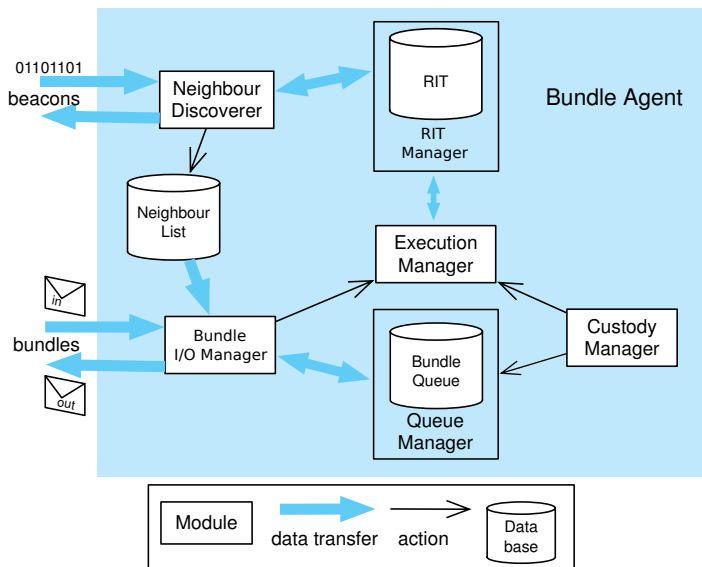 01101101
beacons
Neighbour
Discoverer
RIT
RIT
Manager
Bundle Agent
Neighbour
List
Execution
Manager
in
bundles
out
Bundle
I/O Manager
Bundle
Queue
Queue
Manager
Custody
Manager
Module
data transfer
action
Data
base